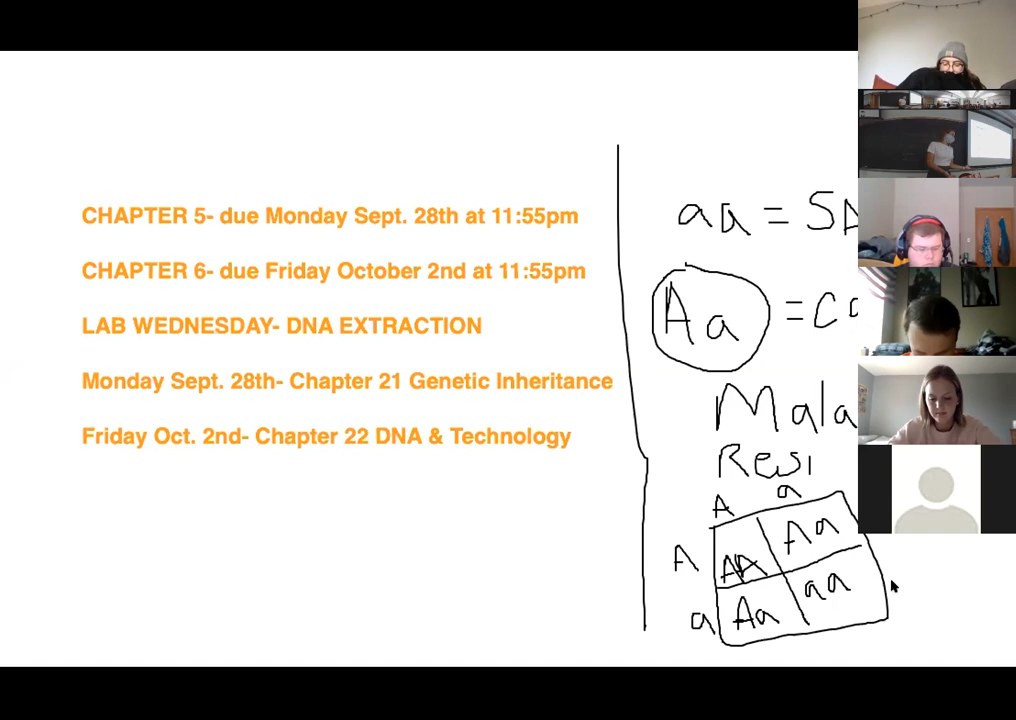 CHAPTER 5- due Monday Sept. 28th at 11:55pm
CHAPTER 6- due Friday October 2nd at 11:55pm
LAB WEDNESDAY- DNA EXTRACTION
Monday Sept. 28th- Chapter 21 Genetic Inheritance
Friday Oct. 2nd- Chapter 22 DNA & Technology
aa = S
Aa = C
Mala
Resi
A a
A AA Aa
a Aa aa